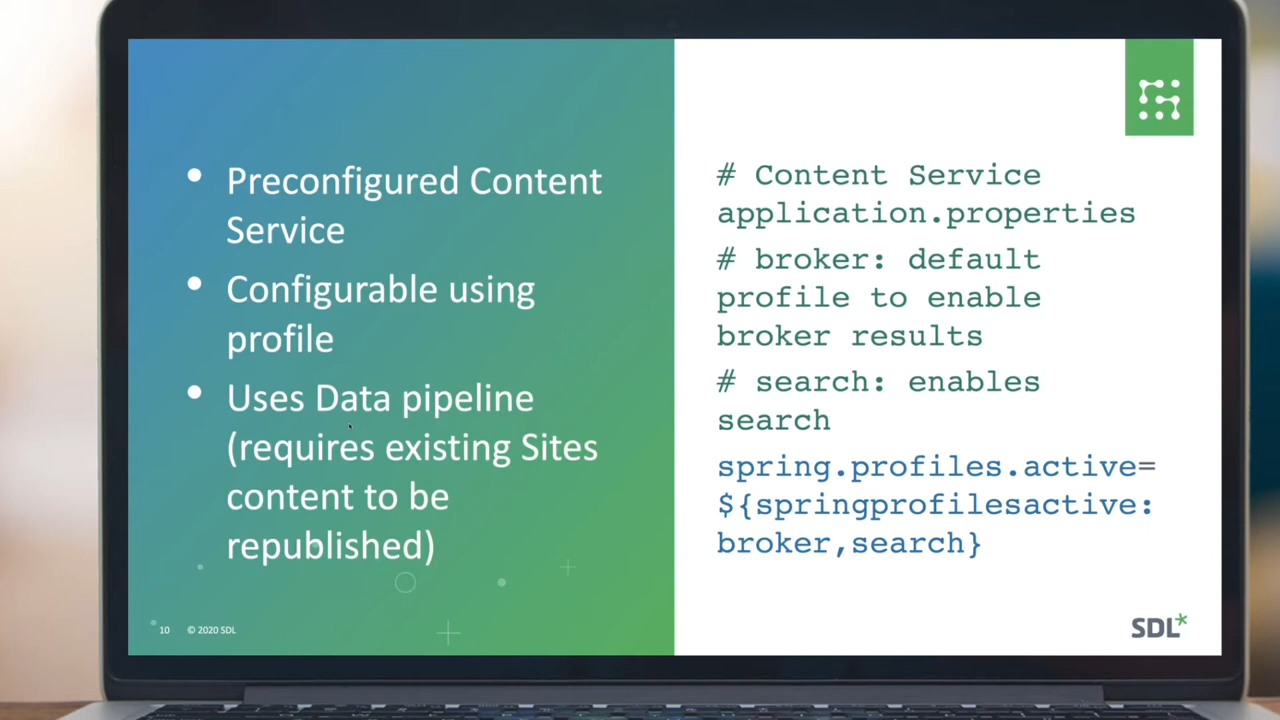 • Preconfigured Content
Service
• Configurable using
profile
• Uses Data pipeline
(requires existing Sites
content to be
republished)
10 © 2020 SDL
# Content Service
application.properties
# broker: default
profile to enable
broker results
# search: enables
search
spring.profiles.active=
${springprofilesactive:
broker,search}
SDL*